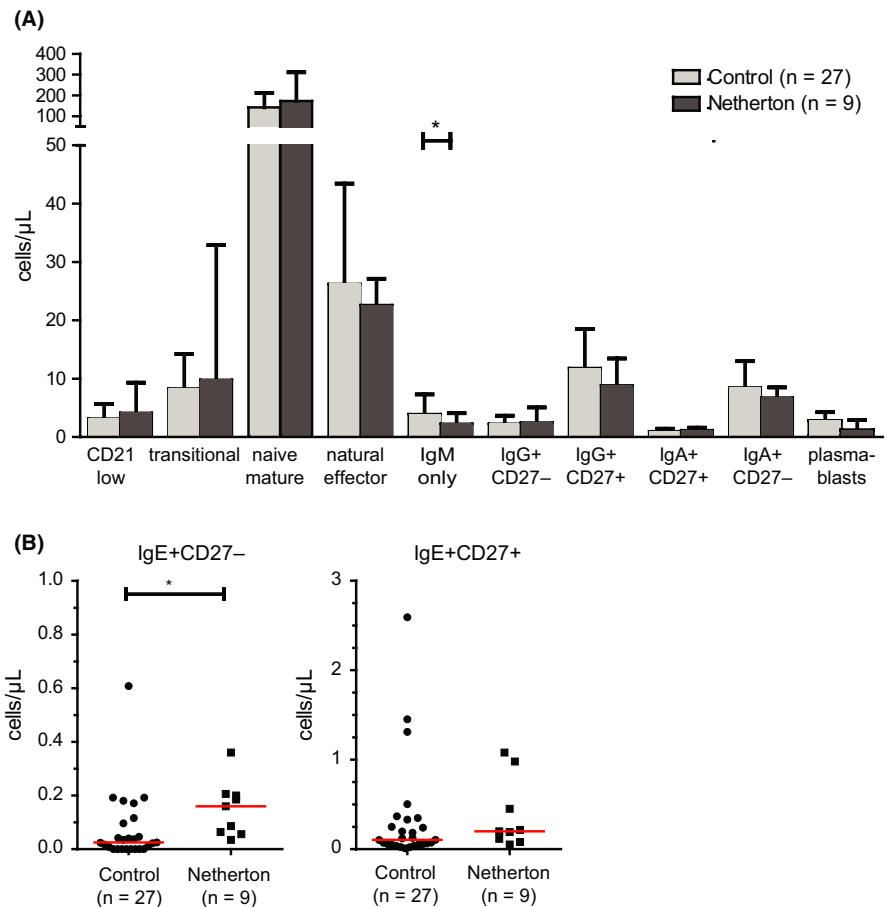 (A)
400
300
200
100
50
40
30
20
10
0
cells/µL
Control (n = 27)
Netherton (n = 9)
*
CD21 low
transitional
naive mature
natural effector
IgM only
IgG+ CD27–
IgG+ CD27+
IgA+ CD27+
IgA+ CD27–
plasma- blasts
(B)
IgE+CD27–
1.0
0.8
0.6
0.4
0.2
0.0
cells/µL
*
Control (n = 27)
Netherton (n = 9)
IgE+CD27+
3
2
1
0
cells/µL
Control (n = 27)
Netherton (n = 9)